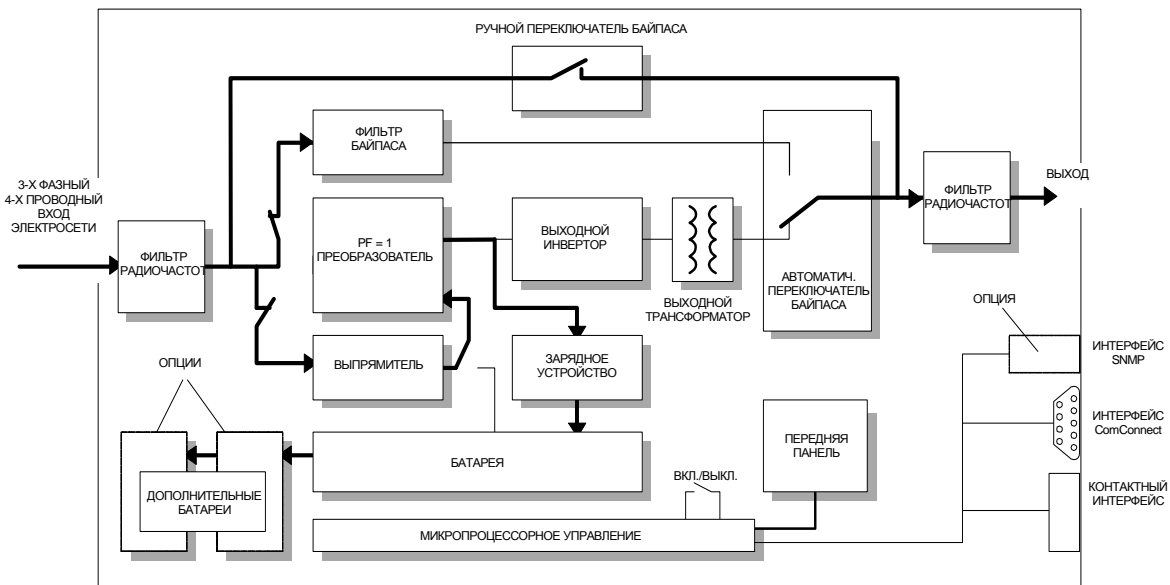 РУЧНОЙ ПЕРЕКЛЮЧАТЕЛЬ БАЙПАСА
ФИЛЬТР
БАЙПАСА
3-Х ФАЗНЫЙ
4-Х ПРОВОДНЫЙ
ВХОД
ЭЛЕКТРОСЕТИ
ФИЛЬТР
РАДИОЧАСТОТ
PF = 1
ПРЕОБРАЗОВАТЕЛЬ
ВЫХОДНОЙ
ИНВЕРТОР
ВЫХОДНОЙ
ТРАНСФОРМАТОР
АВТОМАТИЧ.
ПЕРЕКЛЮЧАТЕЛЬ
БАЙПАСА
ФИЛЬТР
РАДИОЧАСТОТ
ВЫХОД
ОПЦИИ
ВЫПРЯМИТЕЛЬ
ЗАРЯДНОЕ
УСТРОЙСТВО
ОПЦИЯ
ИНТЕРФЕЙС
SNMP
ИНТЕРФЕЙС
ComConnect
КОНТАКТНЫЙ
ИНТЕРФЕЙС
ДОПОЛНИТЕЛЬНЫЕ
БАТАРЕИ
БАТАРЕЯ
ВКЛ./ВЫКЛ.
ПЕРЕДНЯЯ
ПАНЕЛЬ
МИКРОПРОЦЕССОРНОЕ УПРАВЛЕНИЕ